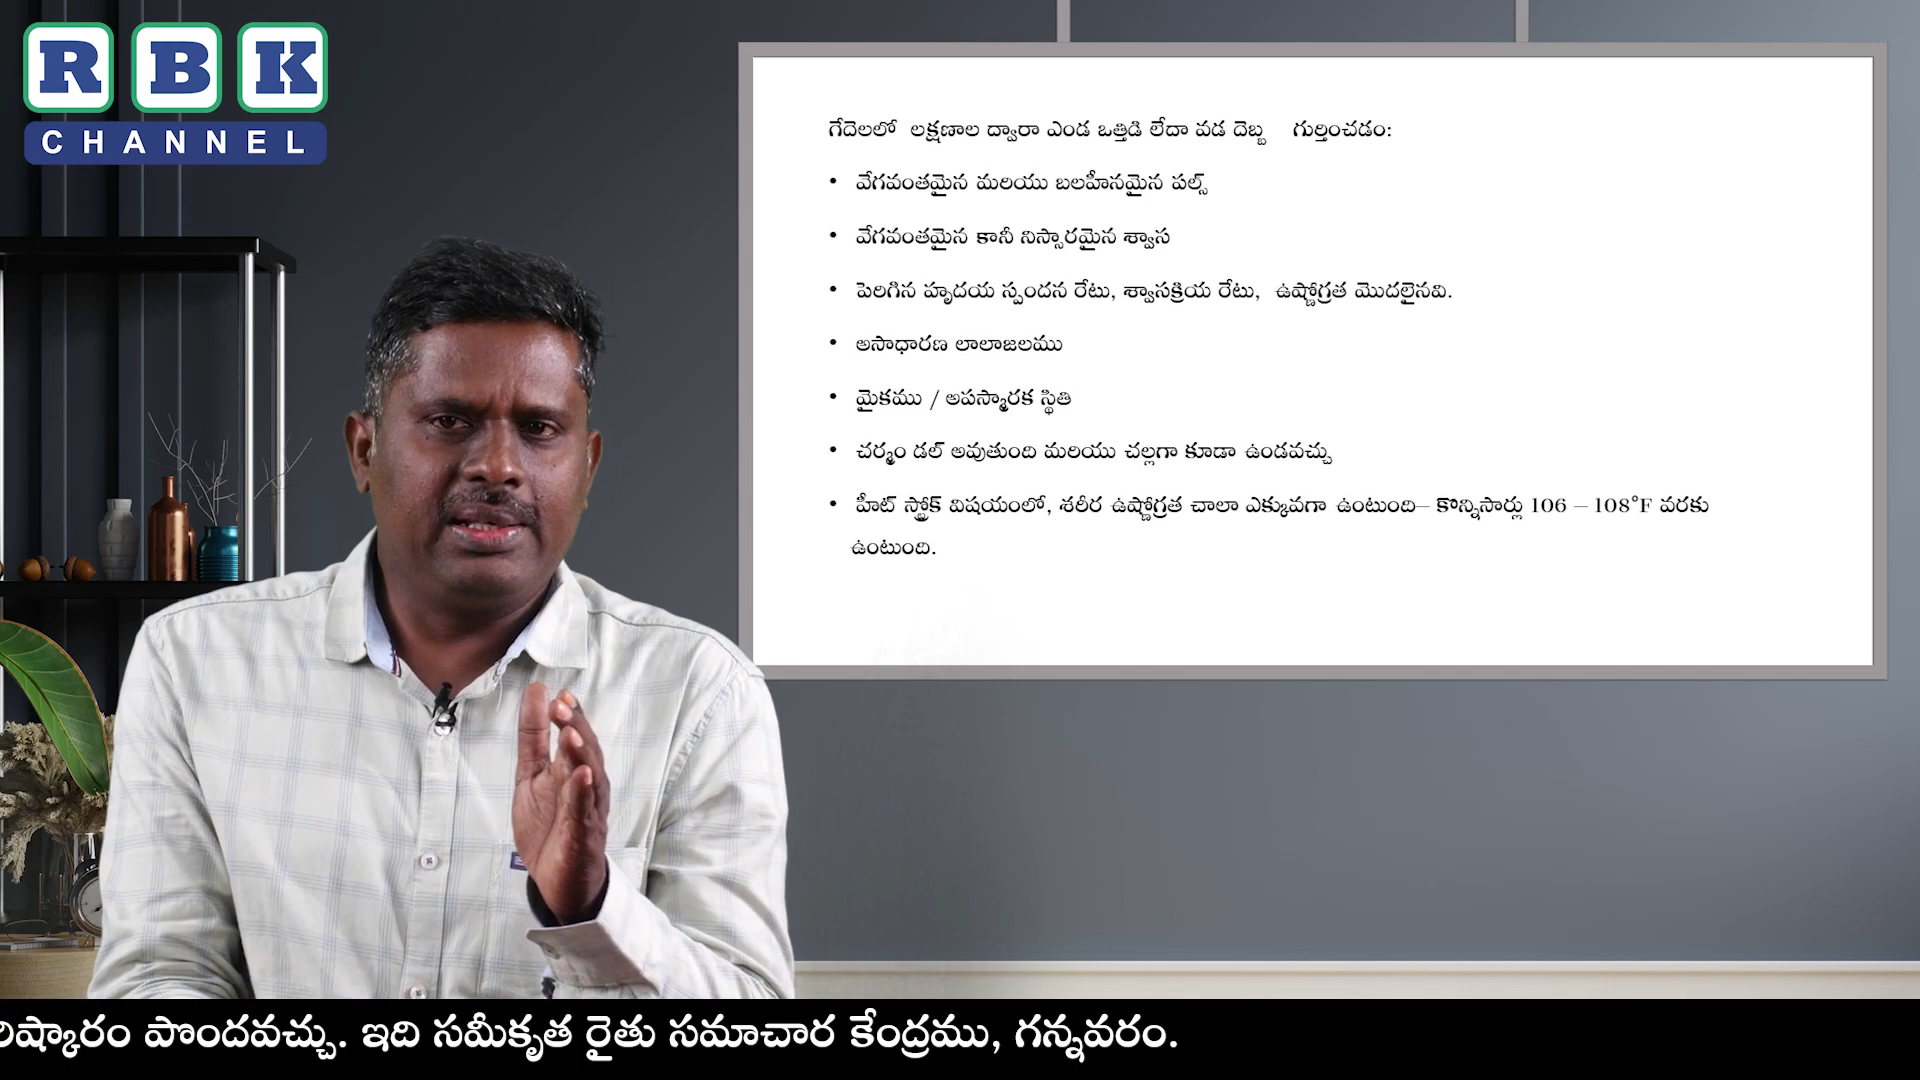 RBK
CHANNEL
గేదెలలో లక్షణాల ద్వారా ఎండ ఒత్తిడి లేదా వడ దెబ్బ గుర్తించడం:
• వేగవంతమైన మరియు బలహీనమైన పల్స్
• వేగవంతమైన కానీ నిస్సారమైన శ్వాస
• పెరిగిన హృదయ స్పందన రేటు, శ్వాసక్రియ రేటు, ఉష్ణోగ్రత మొదలైనవి.
• అసాధారణ లాలాజలము
• మైకము / అపస్మారక స్థితి
• చర్మం డల్ అవుతుంది మరియు చల్లగా కూడా ఉండవచ్చు
• హీట్ స్ట్రోక్ విషయంలో, శరీర ఉష్ణోగ్రత చాలా ఎక్కువగా ఉంటుంది– కొన్నిసార్లు 106 – 108°F వరకు
ఉంటుంది.
రిష్కారం పొందవచ్చు. ఇది సమీకృత రైతు సమాచార కేంద్రము, గన్నవరం.